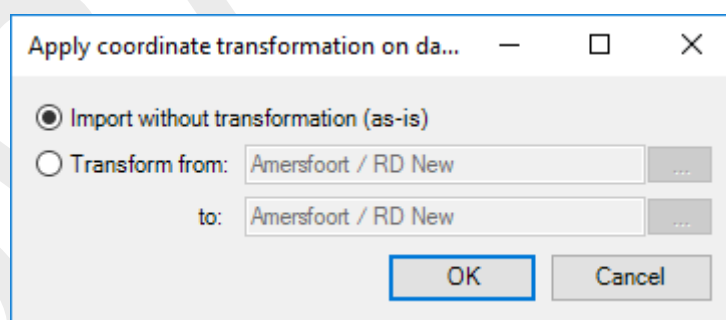 Apply coordinate transformation on da...
Import without transformation (as-is)
Transform from: Amersfoort / RD New ...
to: Amersfoort / RD New ...
OK Cancel